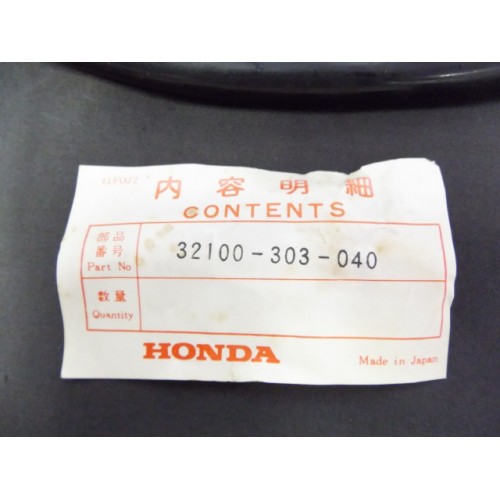 内容明細
CONTENTS
部品
番号
Part No
32100-303-040
数量
Quantity
HONDA
Made in Japan